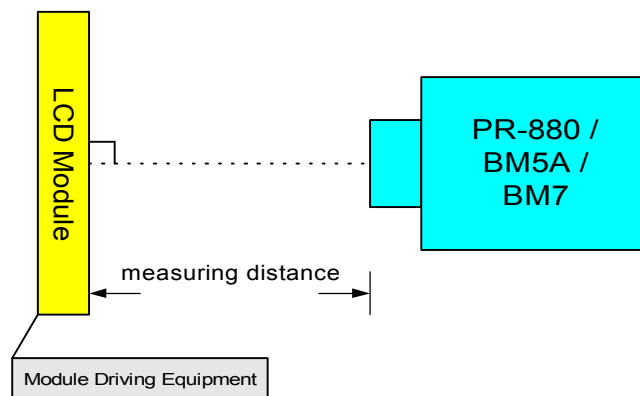 LCD Module
PR-880 /
BM5A /
BM7
measuring distance
Module Driving Equipment